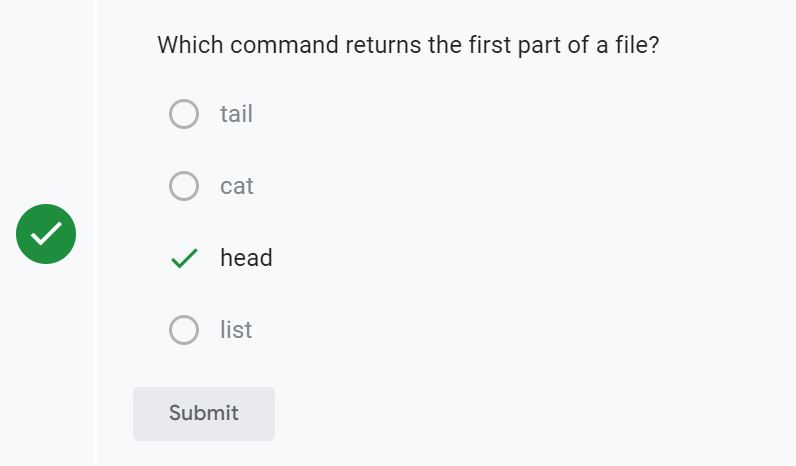 Which command returns the first part of a file?
tail
cat
head
list
Submit